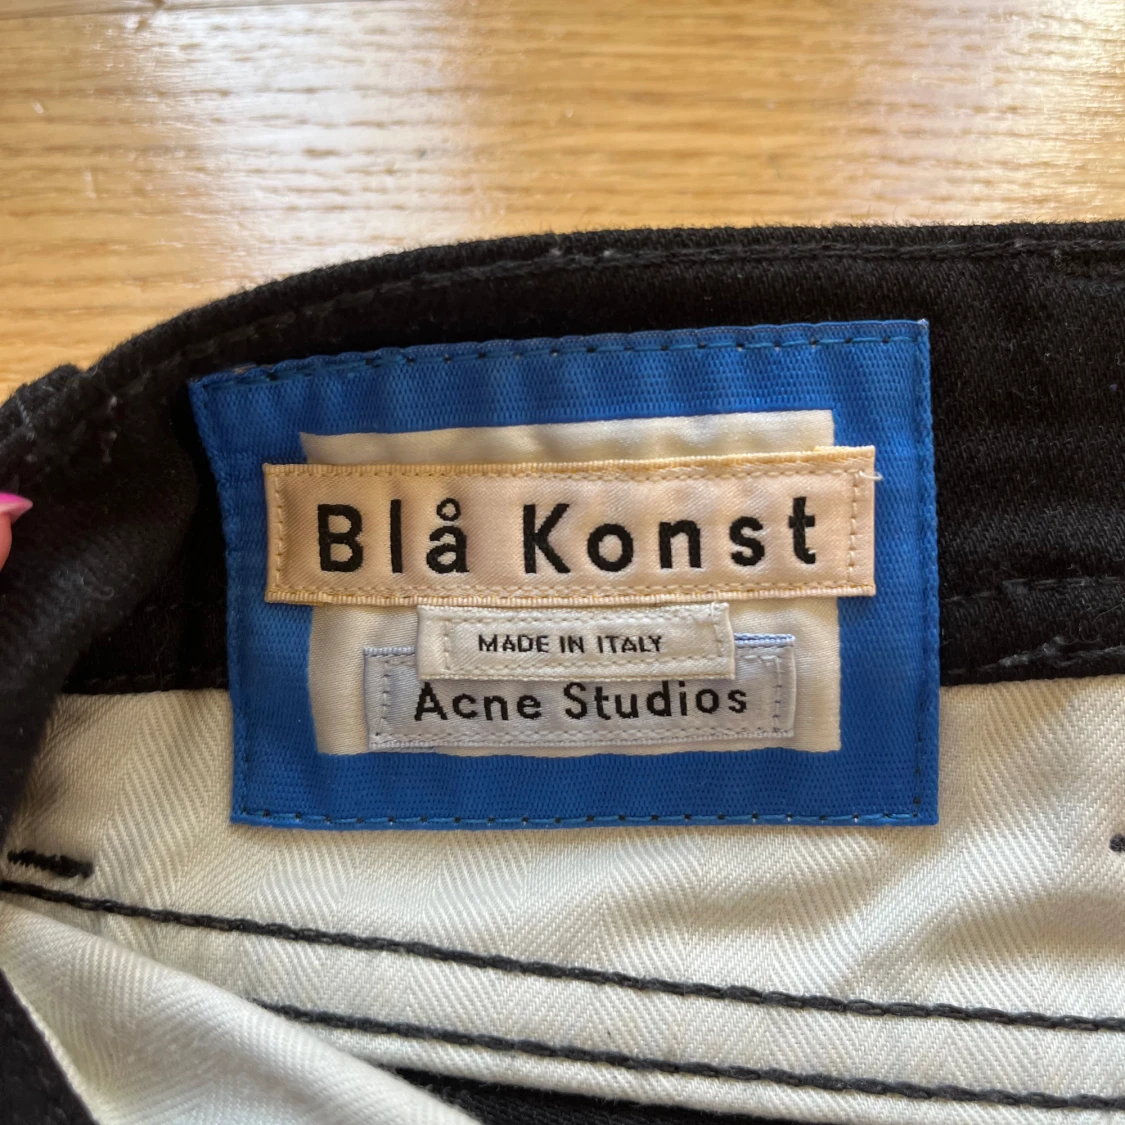 Blå Konst
MADE IN ITALY
Acne Studios